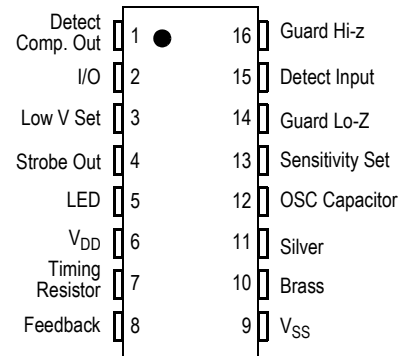 Detect
Comp. Out 1 16 Guard Hi-z
I/O 2 15 Detect Input
Low V Set 3 14 Guard Lo-Z
Strobe Out 4 13 Sensitivity Set
LED 5 12 OSC Capacitor
VDD 6 11 Silver
Timing
Resistor 7 10 Brass
Feedback 8 9 VSS